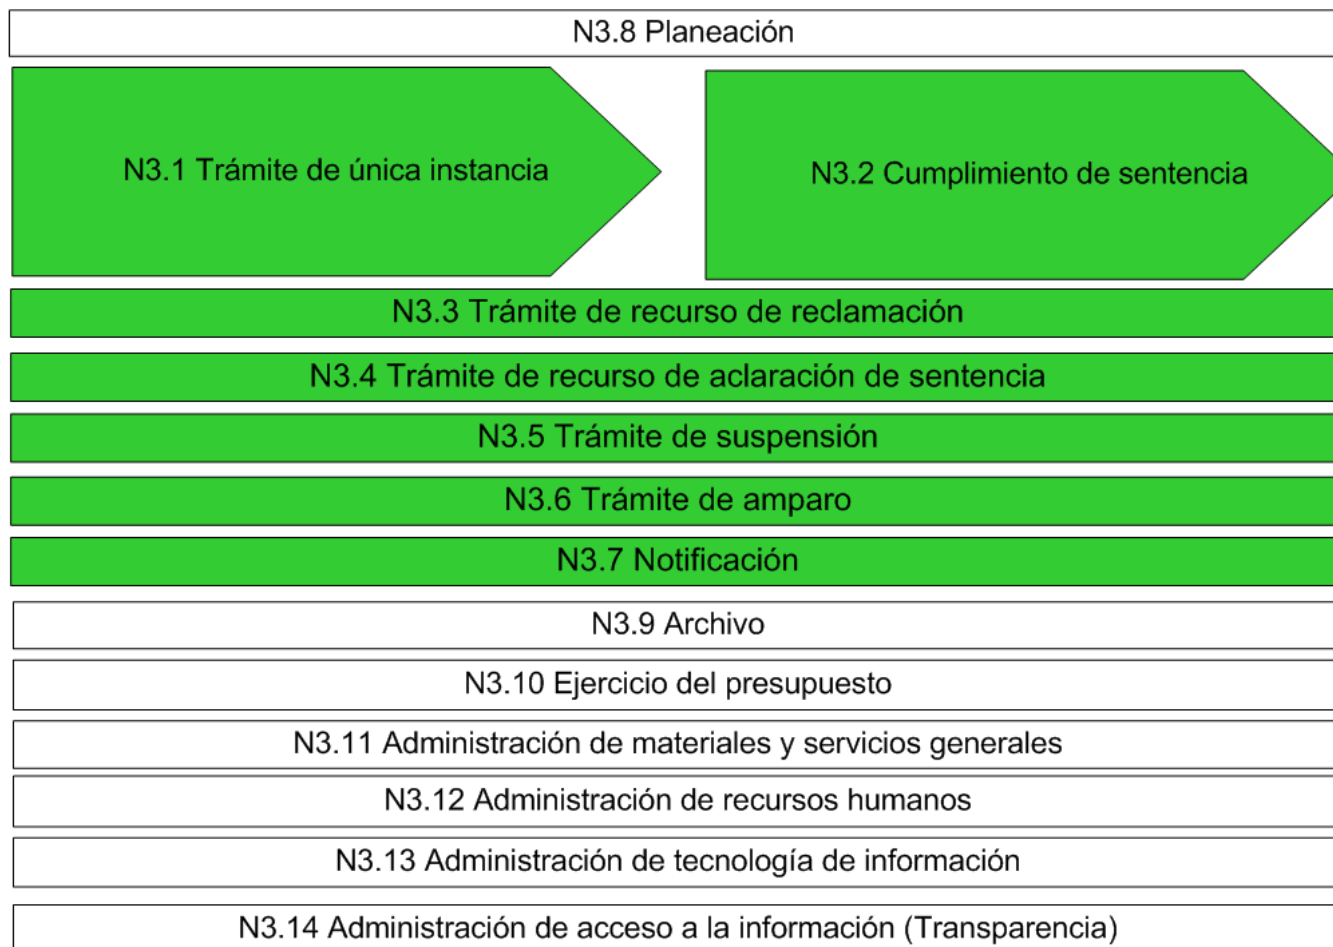 N3.8 Planeación
N3.1 Trámite de única instancia
N3.2 Cumplimiento de sentencia
N3.3 Trámite de recurso de reclamación
N3.4 Trámite de recurso de aclaración de sentencia
N3.5 Trámite de suspensión
N3.6 Trámite de amparo
N3.7 Notificación
N3.9 Archivo
N3.10 Ejercicio del presupuesto
N3.11 Administración de materiales y servicios generales
N3.12 Administración de recursos humanos
N3.13 Administración de tecnología de información
N3.14 Administración de acceso a la información (Transparencia)